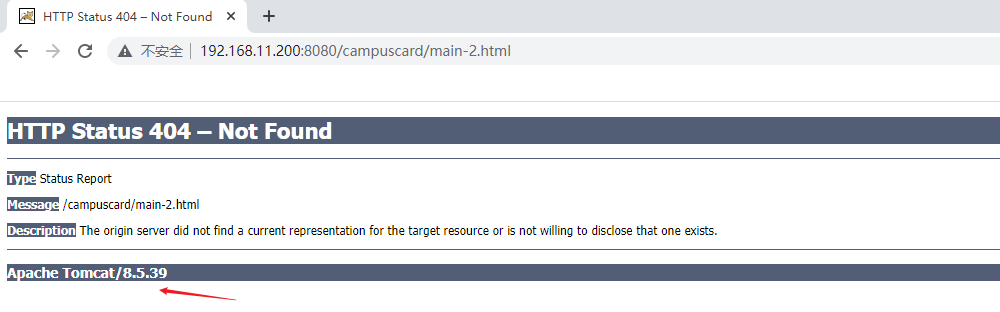 HTTP Status 404 – Not Found
不安全 192.168.11.200:8080/campuscard/main-2.html
HTTP Status 404 – Not Found
Type Status Report
Message /campuscard/main-2.html
Description The origin server did not find a current representation for the target resource or is not willing to disclose that one exists.
Apache Tomcat/8.5.39